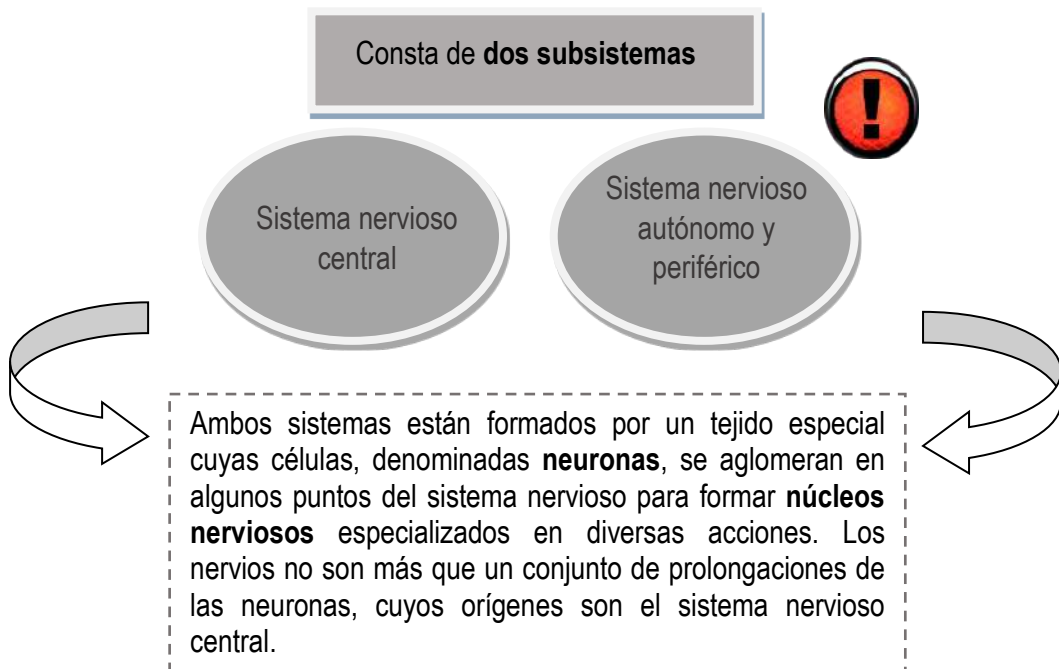 Consta de dos subsistemas
Sistema nervioso
central
Sistema nervioso
autónomo y
periférico
Ambos sistemas están formados por un tejido especial
cuyas células, denominadas neuronas, se aglomeran en
algunos puntos del sistema nervioso para formar núcleos
nerviosos especializados en diversas acciones. Los
nervios no son más que un conjunto de prolongaciones de
las neuronas, cuyos orígenes son el sistema nervioso
central.